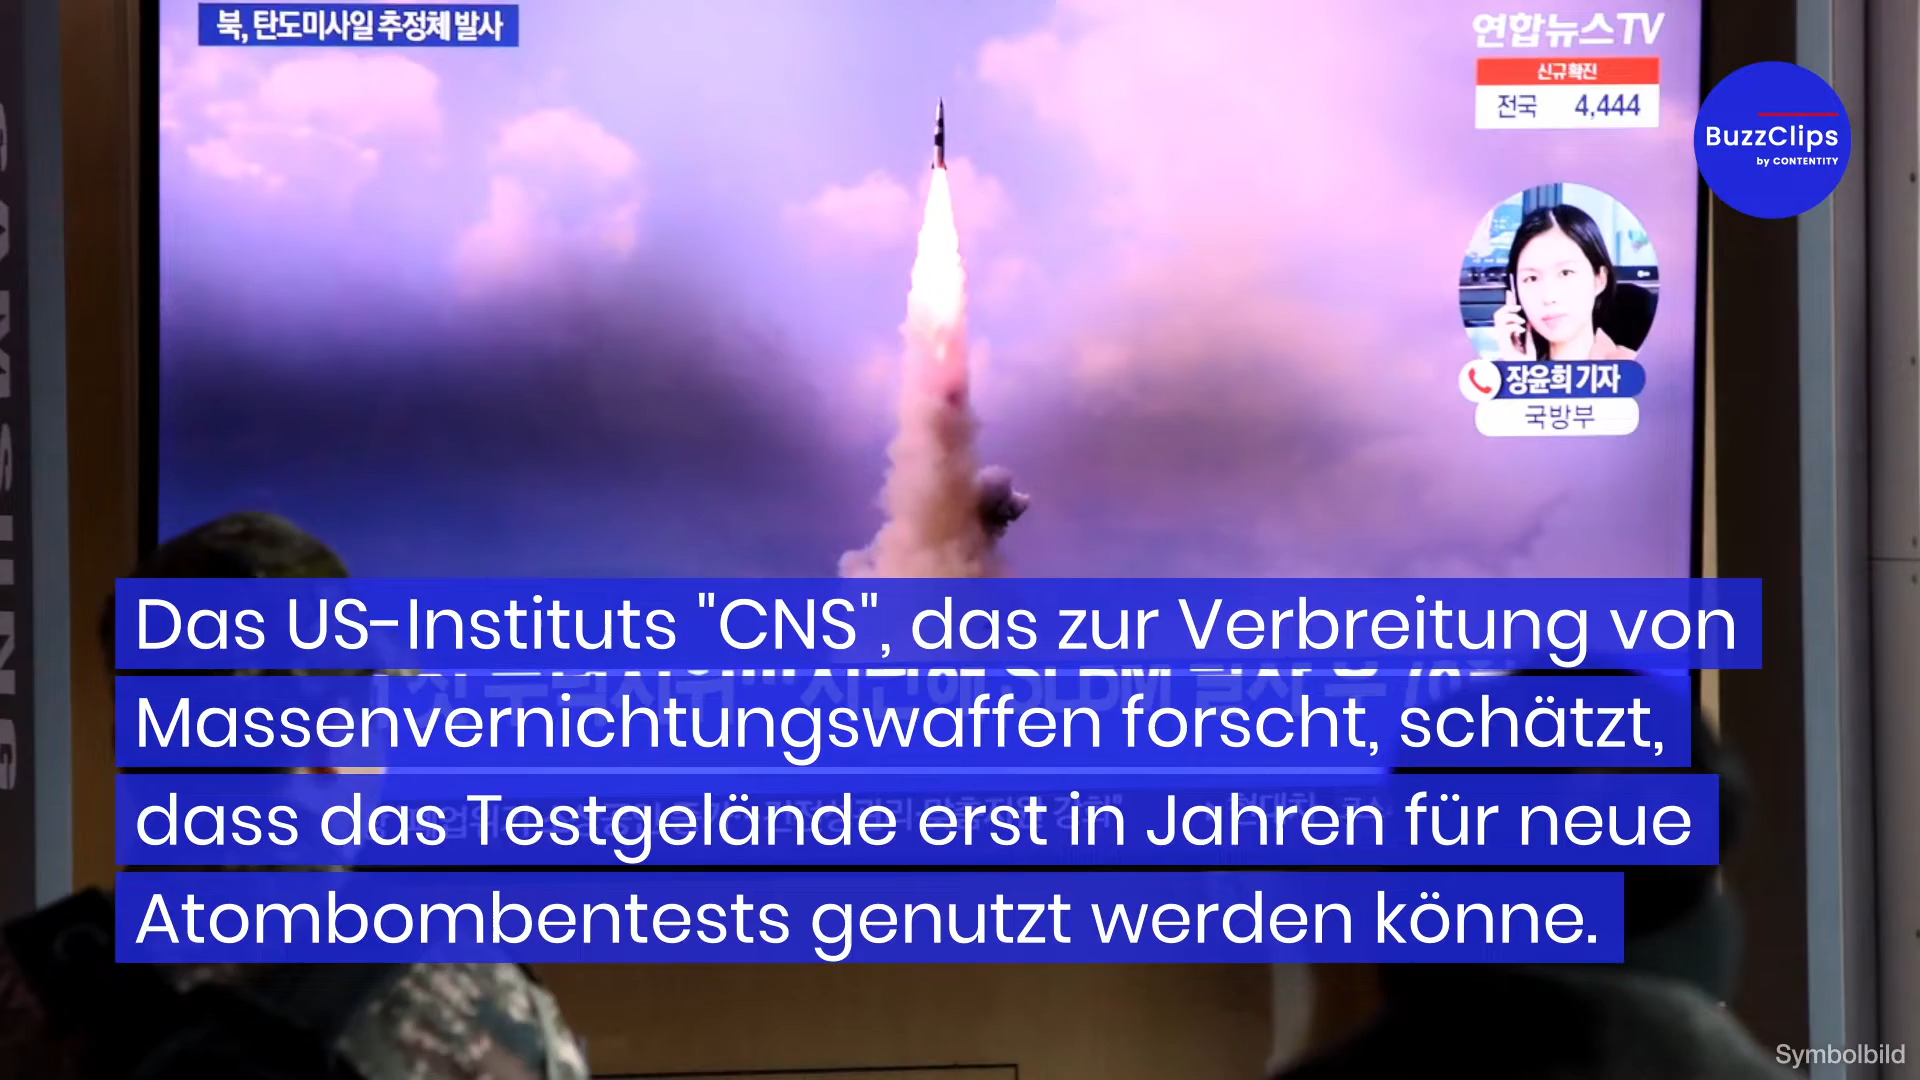 북, 탄도미사일 추정체 발사
연합뉴스TV
신규확진
전국 4,444
BuzzClips
by CONTENTITY
장윤희 기자
국방부
Das US-Instituts "CNS", das zur Verbreitung von
Massenvernichtungswaffen forscht, schätzt,
dass das Testgelände erst in Jahren für neue
Atombombentests genutzt werden könne.
Symbolbild